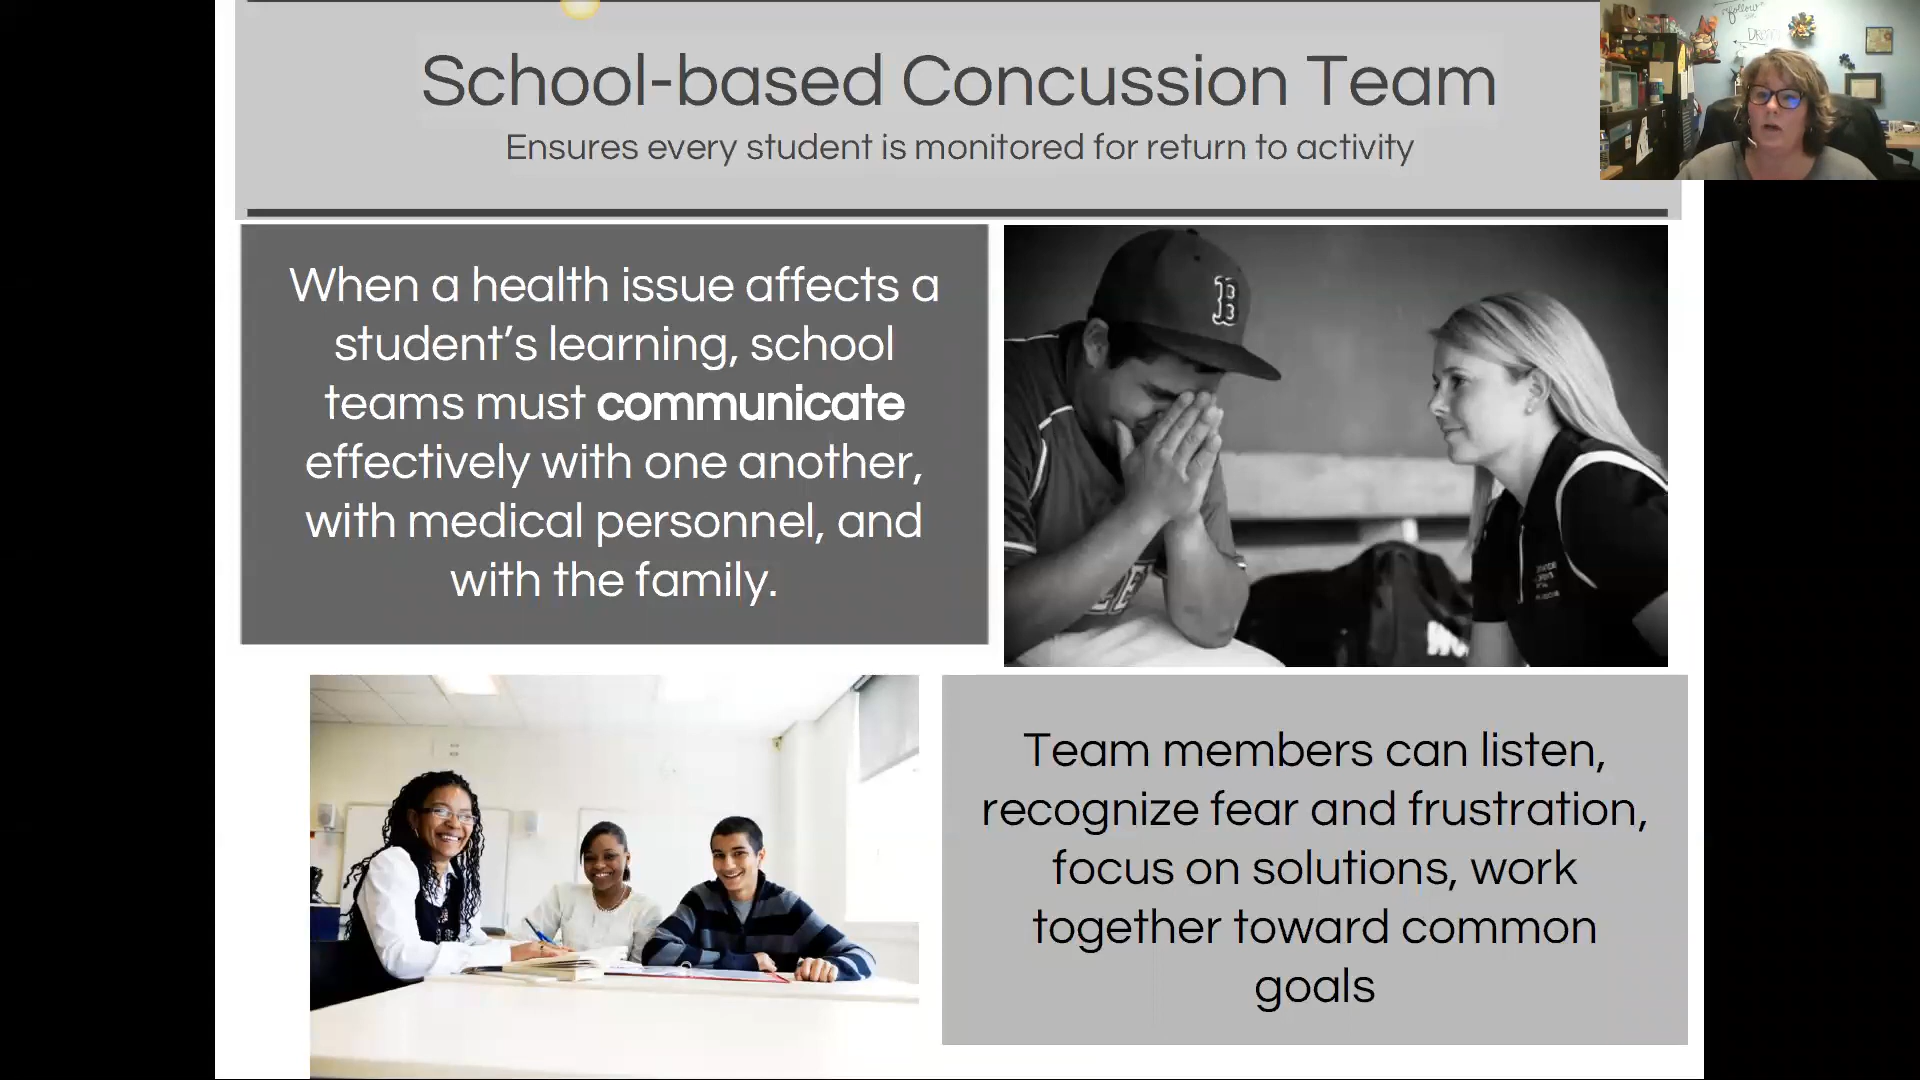 School-based Concussion Team
Ensures every student is monitored for return to activity
When a health issue affects a
student’s learning, school
teams must communicate
effectively with one another,
with medical personnel, and
with the family.
B
Team members can listen,
recognize fear and frustration,
focus on solutions, work
together toward common
goals
follow